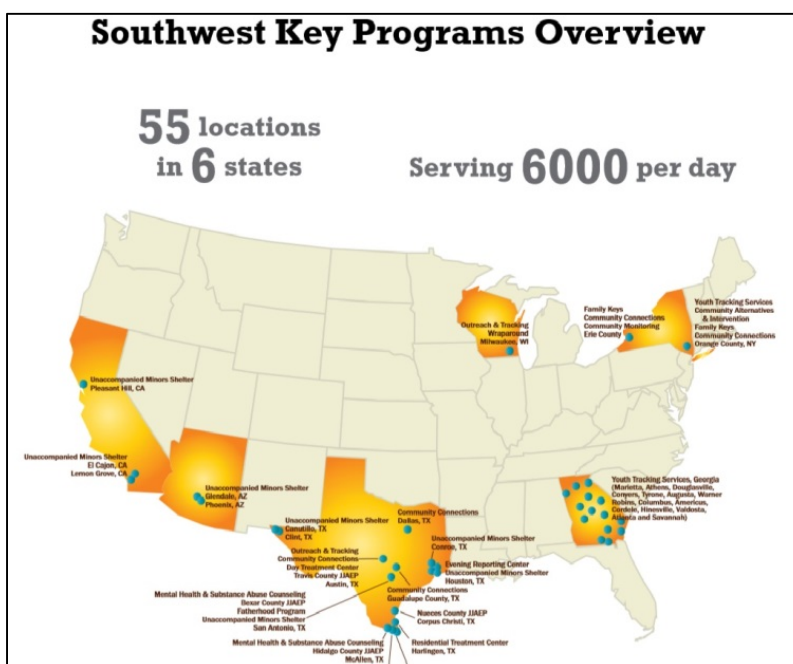 Southwest Key Programs Overview
55 locations
in 6 states
Serving 6000 per day
Outreach & Tracking
Wraparound
Milwaukee, WI
Family Keys
Community Connections
Community Monitoring
Erie County
Youth Tracking Services
Community Alternatives
& Intervention
Family Keys
Community Connections
Orange County, NY
Unaccompanied Minors Shelter
Pleasant Hill, CA
Unaccompanied Minors Shelter
El Cajon, CA
Lemon Grove, CA
Unaccompanied Minors Shelter
Glendale, AZ
Phoenix, AZ
Unaccompanied Minors Shelter
Canutillo, TX
Clint, TX
Community Connections
Dallas, TX
Unaccompanied Minors Shelter
Conroe, TX
Youth Tracking Services, Georgia
(Marietta, Athens, Douglasville,
Conyers, Tyrone, Augusta, Warner
Robins, Columbus, Americus,
Cordele, Hinesville, Valdosta,
Atlanta and Savannah)
Outreach & Tracking
Community Connections
Day Treatment Center
Travis County JJAEP
Austin, TX
Evening Reporting Center
Unaccompanied Minors Shelter
Houston, TX
Community Connections
Guadalupe County, TX
Mental Health & Substance Abuse Counseling
Bexar County JJAEP
Fatherhood Program
Unaccompanied Minors Shelter
San Antonio, TX
Nueces County JJAEP
Corpus Christi, TX
Mental Health & Substance Abuse Counseling
Hidalgo County JJAEP
McAllen, TX
Residential Treatment Center
Harlingen, TX